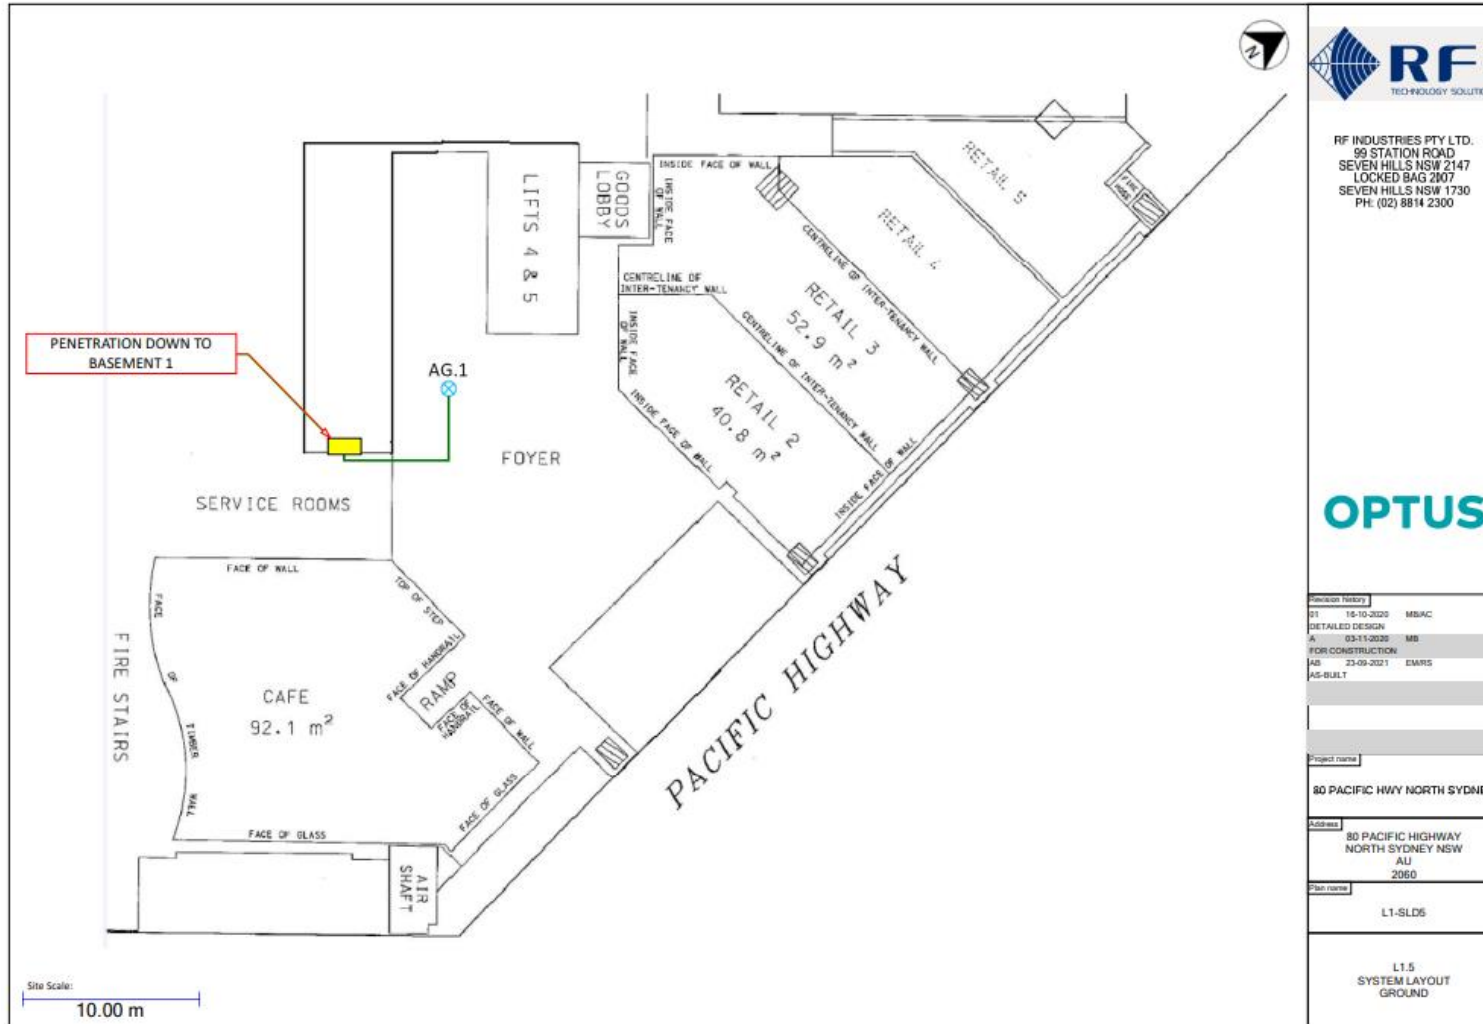 N
RF
TECHNOLOGY
RF INDUSTRIES PTY LTD.
99 STATION ROAD
SEVEN HILLS NSW 2147
LOCKED BAG 2007
SEVEN HILLS NSW 1730
PH: (02) 8814 2300
LIFTS 4 & 5
GOODS
LOBBY
INSIDE FACE OF WALL
INSIDE FACE
OF WALL
RETAIL 5
FIRE
HOSE
RETAIL 4
CENTRELINE OF INTER-TENANCY WALL
CENTRELINE OF
INTER-TENANCY WALL
RETAIL 3
52.9 m²
INSIDE FACE
OF WALL
CENTRELINE OF INTER-TENANCY WALL
PENETRATION DOWN TO
BASEMENT 1
AG.1
RETAIL 2
40.8 m²
INSIDE FACE OF WALL
INSIDE FACE OF WALL
FOYER
SERVICE ROOMS
OPTUS
FACE OF WALL
TOP OF STEP
FACE OF TIMBER WALL
FIRE STAIRS
FACE OF HANDRAIL
RAMP
FACE OF
HANDRAIL
FACE OF WALL
CAFE
92.1 m²
PACIFIC HIGHWAY
FACE OF GLASS
FACE OF GLASS
AIR
SHAFT
Revision history
01 16-10-2020 MB/AC
DETAILED DESIGN
A 03-11-2020 MB
FOR CONSTRUCTION
AB 23-09-2021 EM/RS
AS-BUILT
Project name
80 PACIFIC HWY NORTH
Address
80 PACIFIC HIGHWAY
NORTH SYDNEY NSW
AU
2060
Plan name
L1-SLD5
L1.5
SYSTEM LAYOUT
GROUND
Site Scale:
10.00 m